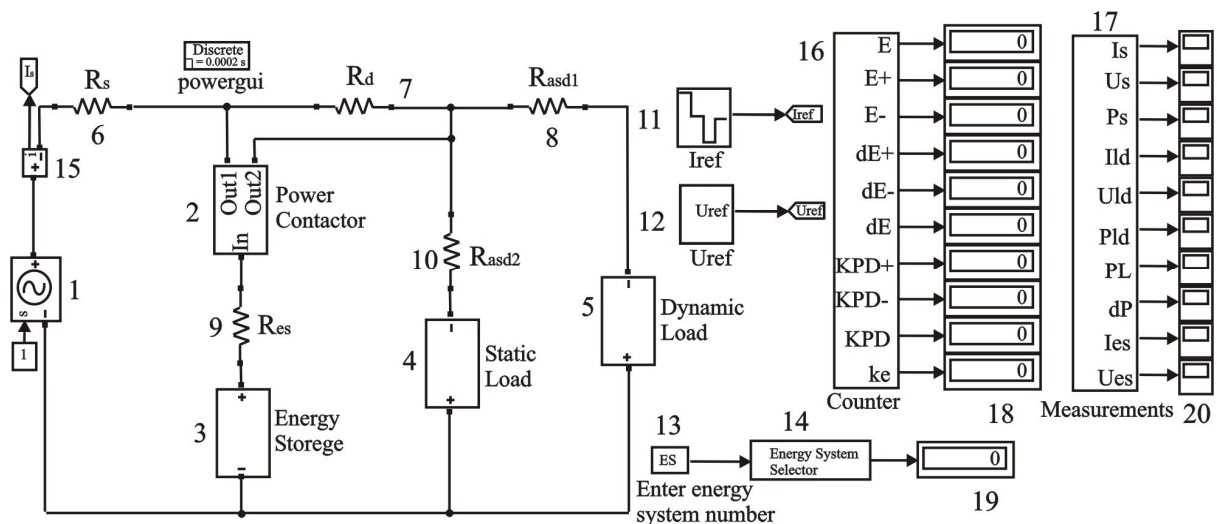 Is
Rs
6
Discrete
= 0.0002 s
powergui
Rd
7
Rasd1
8
i
+ -
15
2
Out1
Out2
In
Power
Contactor
10
Rasd2
+
s
-
1
1
9
Res
3
+
-
Energy
Storege
4
-
+
Static
Load
5
-
+
Dynamic
Load
11
Iref
Iref
12
Uref
Uref
Uref
16
E
E+
E-
dE+
dE-
dE
KPD+
KPD-
KPD
ke
Counter
0
0
0
0
0
0
0
0
0
0
18
17
Is
Us
Ps
Ild
Uld
Pld
PL
dP
Ies
Ues
Measurements
20
13
ES
Enter energy
system number
14
Energy System
Selector
0
19